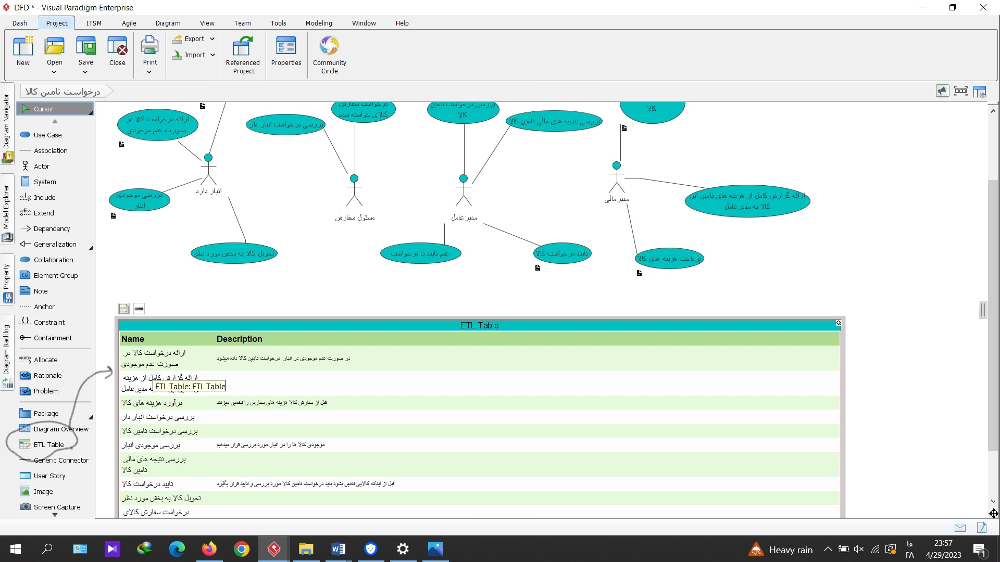 DFD * - Visual Paradigm Enterprise
Dash Project ITSM Agile Diagram View Team Tools Modeling Window Help
New Open Save Close Print Export Import Referenced Project Properties Community Circle
درخواست تامین کالا
Diagram Navigator
Model Explorer
Property
Diagram Backlog
Cursor
Use Case
Association
Actor
System
Include
Extend
Dependency
Generalization
Collaboration
Element Group
Note
Anchor
Constraint
Containment
Allocate
Rationale
Problem
Package
Diagram Overview
ETL Table
Generic Connector
User Story
Image
Screen Capture
ارائه درخواست کالا در
صورت عدم موجودی
بررسی درخواست انبار دار
درخواست سفارش
کالای خواسته شده
بررسی درخواست تامین
کالا
بررسی نتیجه های مالی تامین کالا
کالا
بررسی موجودی
انبار
انبار دارد
مسئول سفارش
مدیر عامل
مدیر مالی
ارائه گزارش کامل از هزینه های تامین این
کالا به مدیر عامل
تحویل کالا به بخش مورد نظر
عدم تایید با درخواست
تایید درخواست کالا
پرداخت هزینه های کالا
ETL Table
Name Description
ارائه درخواست کالا در
صورت عدم موجودی
در صورت عدم موجودی در انبار درخواست تامین کالا داده میشود
ارائه گزارش کامل از هزینه
به مدیرعامل
ETL Table: ETL Table
برآورد هزینه های کالا
قبل از سفارش کالا هزینه های سفارس را تخمین میزنند
بررسی درخواست انبار دار
بررسی درخواست تامین کالا
بررسی موجودی انبار
موجودی کالا ها را در انبار مورد بررسی قرار میدهیم
بررسی نتیجه های مالی
تامین کالا
تایید درخواست کالا
قبل از اینکه کالایی تامین بشود باید درخواست تامین کالا مورد بررسی و تایید قرار بگیرد
تحویل کالا به بخش مورد نظر
درخواست سفارش کالای
Heavy rain
فا
FA
23:57
4/29/2023
1